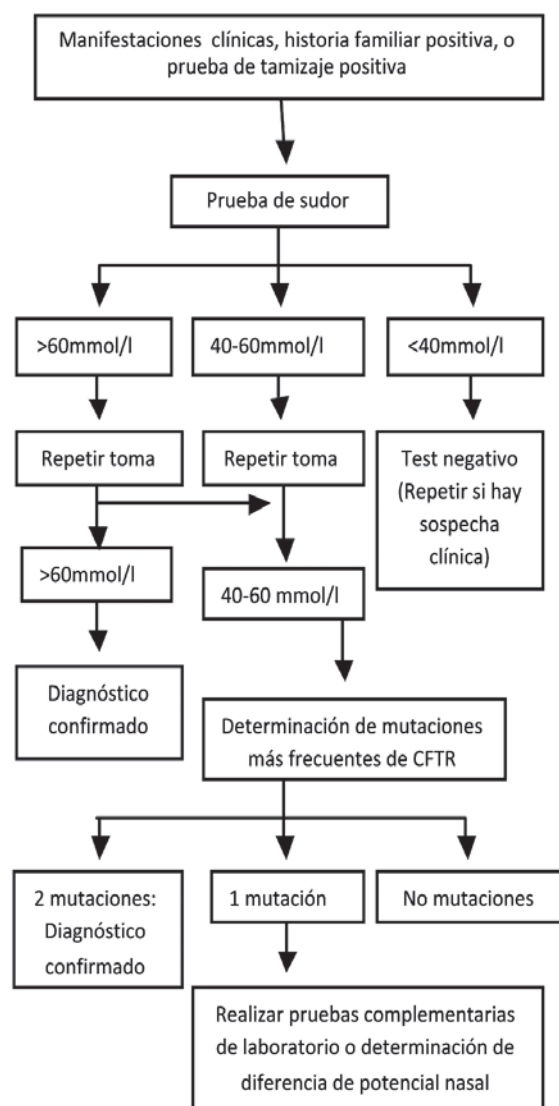 Manifestaciones clínicas, historia familiar positiva, o
prueba de tamizaje positiva
Prueba de sudor
>60mmol/l
40-60mmol/l
<40mmol/l
Repetir toma
Repetir toma
Test negativo
(Repetir si hay
sospecha
clínica)
>60mmol/l
40-60 mmol/l
Diagnóstico
confirmado
Determinación de mutaciones
más frecuentes de CFTR
2 mutaciones:
Diagnóstico
confirmado
1 mutación
No mutaciones
Realizar pruebas complementarias
de laboratorio o determinación de
diferencia de potencial nasal